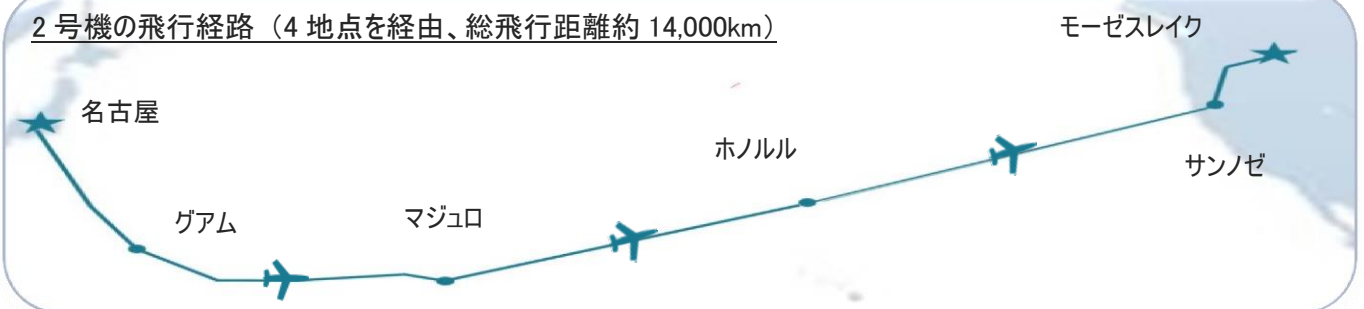 2 号機の飛行経路（4 地点を経由、総飛行距離約 14,000km）
モーゼスレイク
名古屋
ホノルル
サンノゼ
グアム
マジュロ